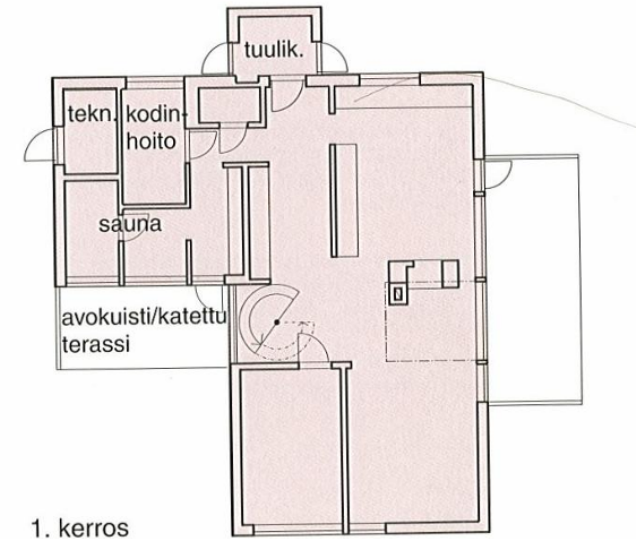 tuulik.
tekn.
kodin-
hoito
sauna
avokuisti/katettu
terassi
1. kerros